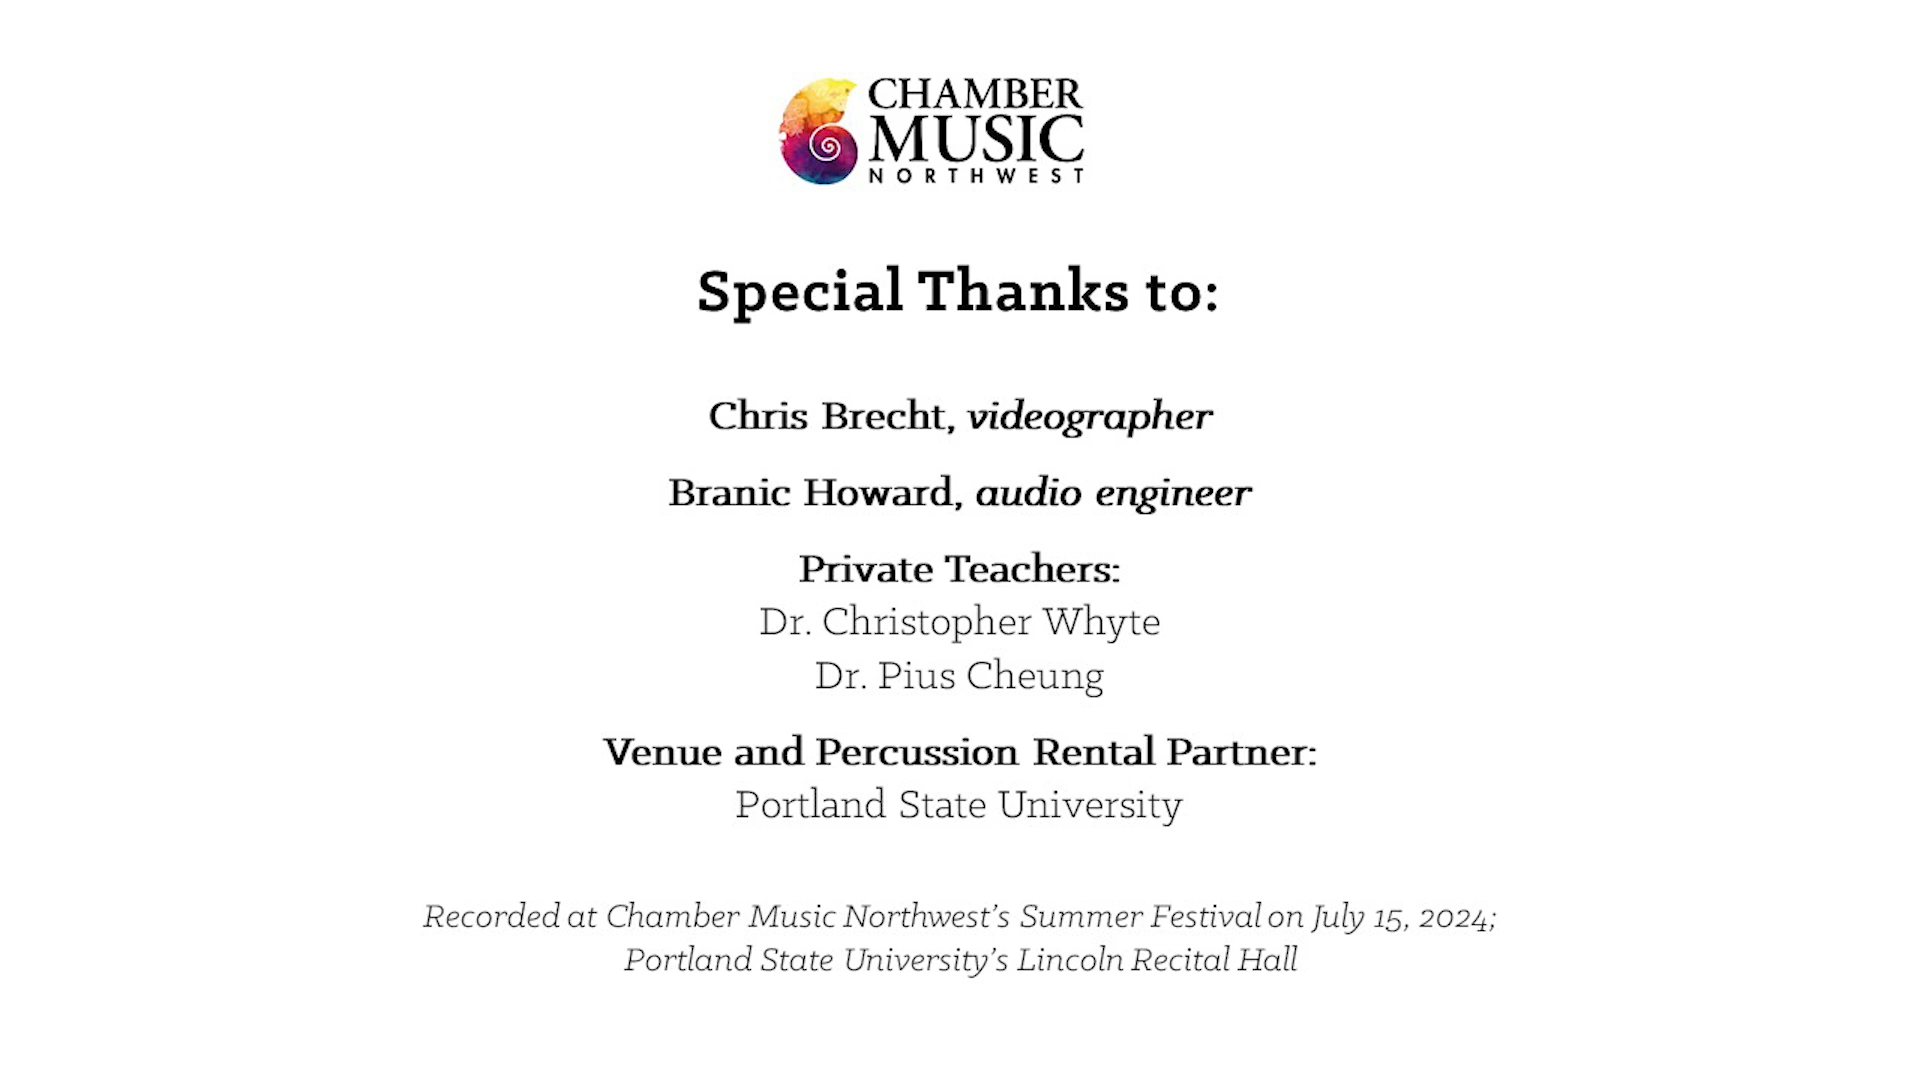 CHAMBER
MUSIC
NORTHWEST
Special Thanks to:
Chris Brecht, videographer
Branic Howard, audio engineer
Private Teachers:
Dr. Christopher Whyte
Dr. Pius Cheung
Venue and Percussion Rental Partner:
Portland State University
Recorded at Chamber Music Northwest’s Summer Festival on July 15, 2024;
Portland State University’s Lincoln Recital Hall